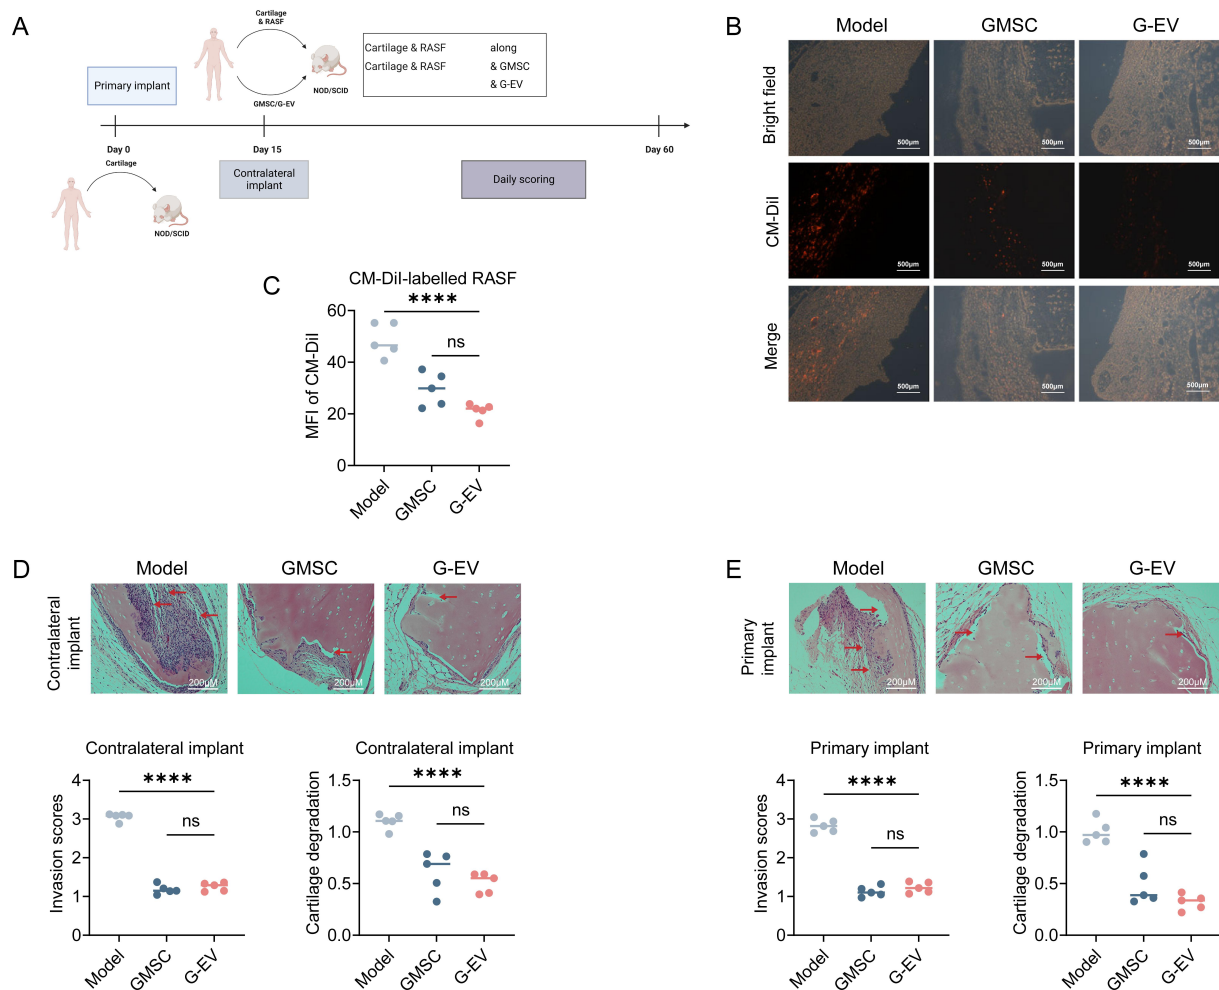 A
Cartilage
& RASF
Primary implant
NOD/SCID
GMSC/G-EV
Cartilage & RASF along
Cartilage & RASF & GMSC
& G-EV
Day 0
Day 15
Day 60
Cartilage
NOD/SCID
Contralateral
implant
Daily scoring
B
Model
GMSC
G-EV
Bright field
500µm
500µm
500µm
CM-Dil
500µm
500µm
500µm
Merge
500µm
500µm
500µm
C
CM-Dil-labelled RASF
****
ns
MFI of CM-Dil
60
40
20
0
Model
GMSC
G-EV
D
Model
GMSC
G-EV
Contralateral
implant
200µM
200µM
200µM
Contralateral implant
****
ns
Invasion scores
4
3
2
1
0
Model
GMSC
G-EV
Contralateral implant
****
ns
Cartilage degradation
1.5
1.0
0.5
0.0
Model
GMSC
G-EV
E
Model
GMSC
G-EV
Primary
implant
200µM
200µM
200µM
Primary implant
****
ns
Invasion scores
4
3
2
1
0
Model
GMSC
G-EV
Primary implant
****
ns
Cartilage degradation
1.5
1.0
0.5
0.0
Model
GMSC
G-EV